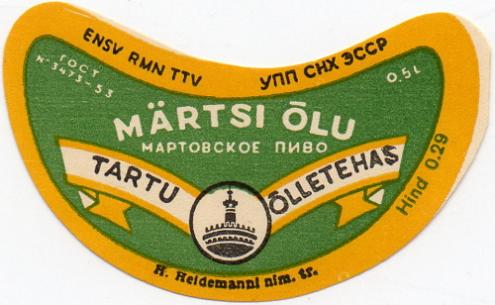 ENSV RMN TTV
УПП СНХ ЭССР
ГОСТ
№ 3473-53
0.5L
MÄRTSI ÕLU
МАРТОВСКОЕ ПИВО
TARTU
ÕLLETEHAS
Hind 0.29
H. Heidemanni nim. tr.